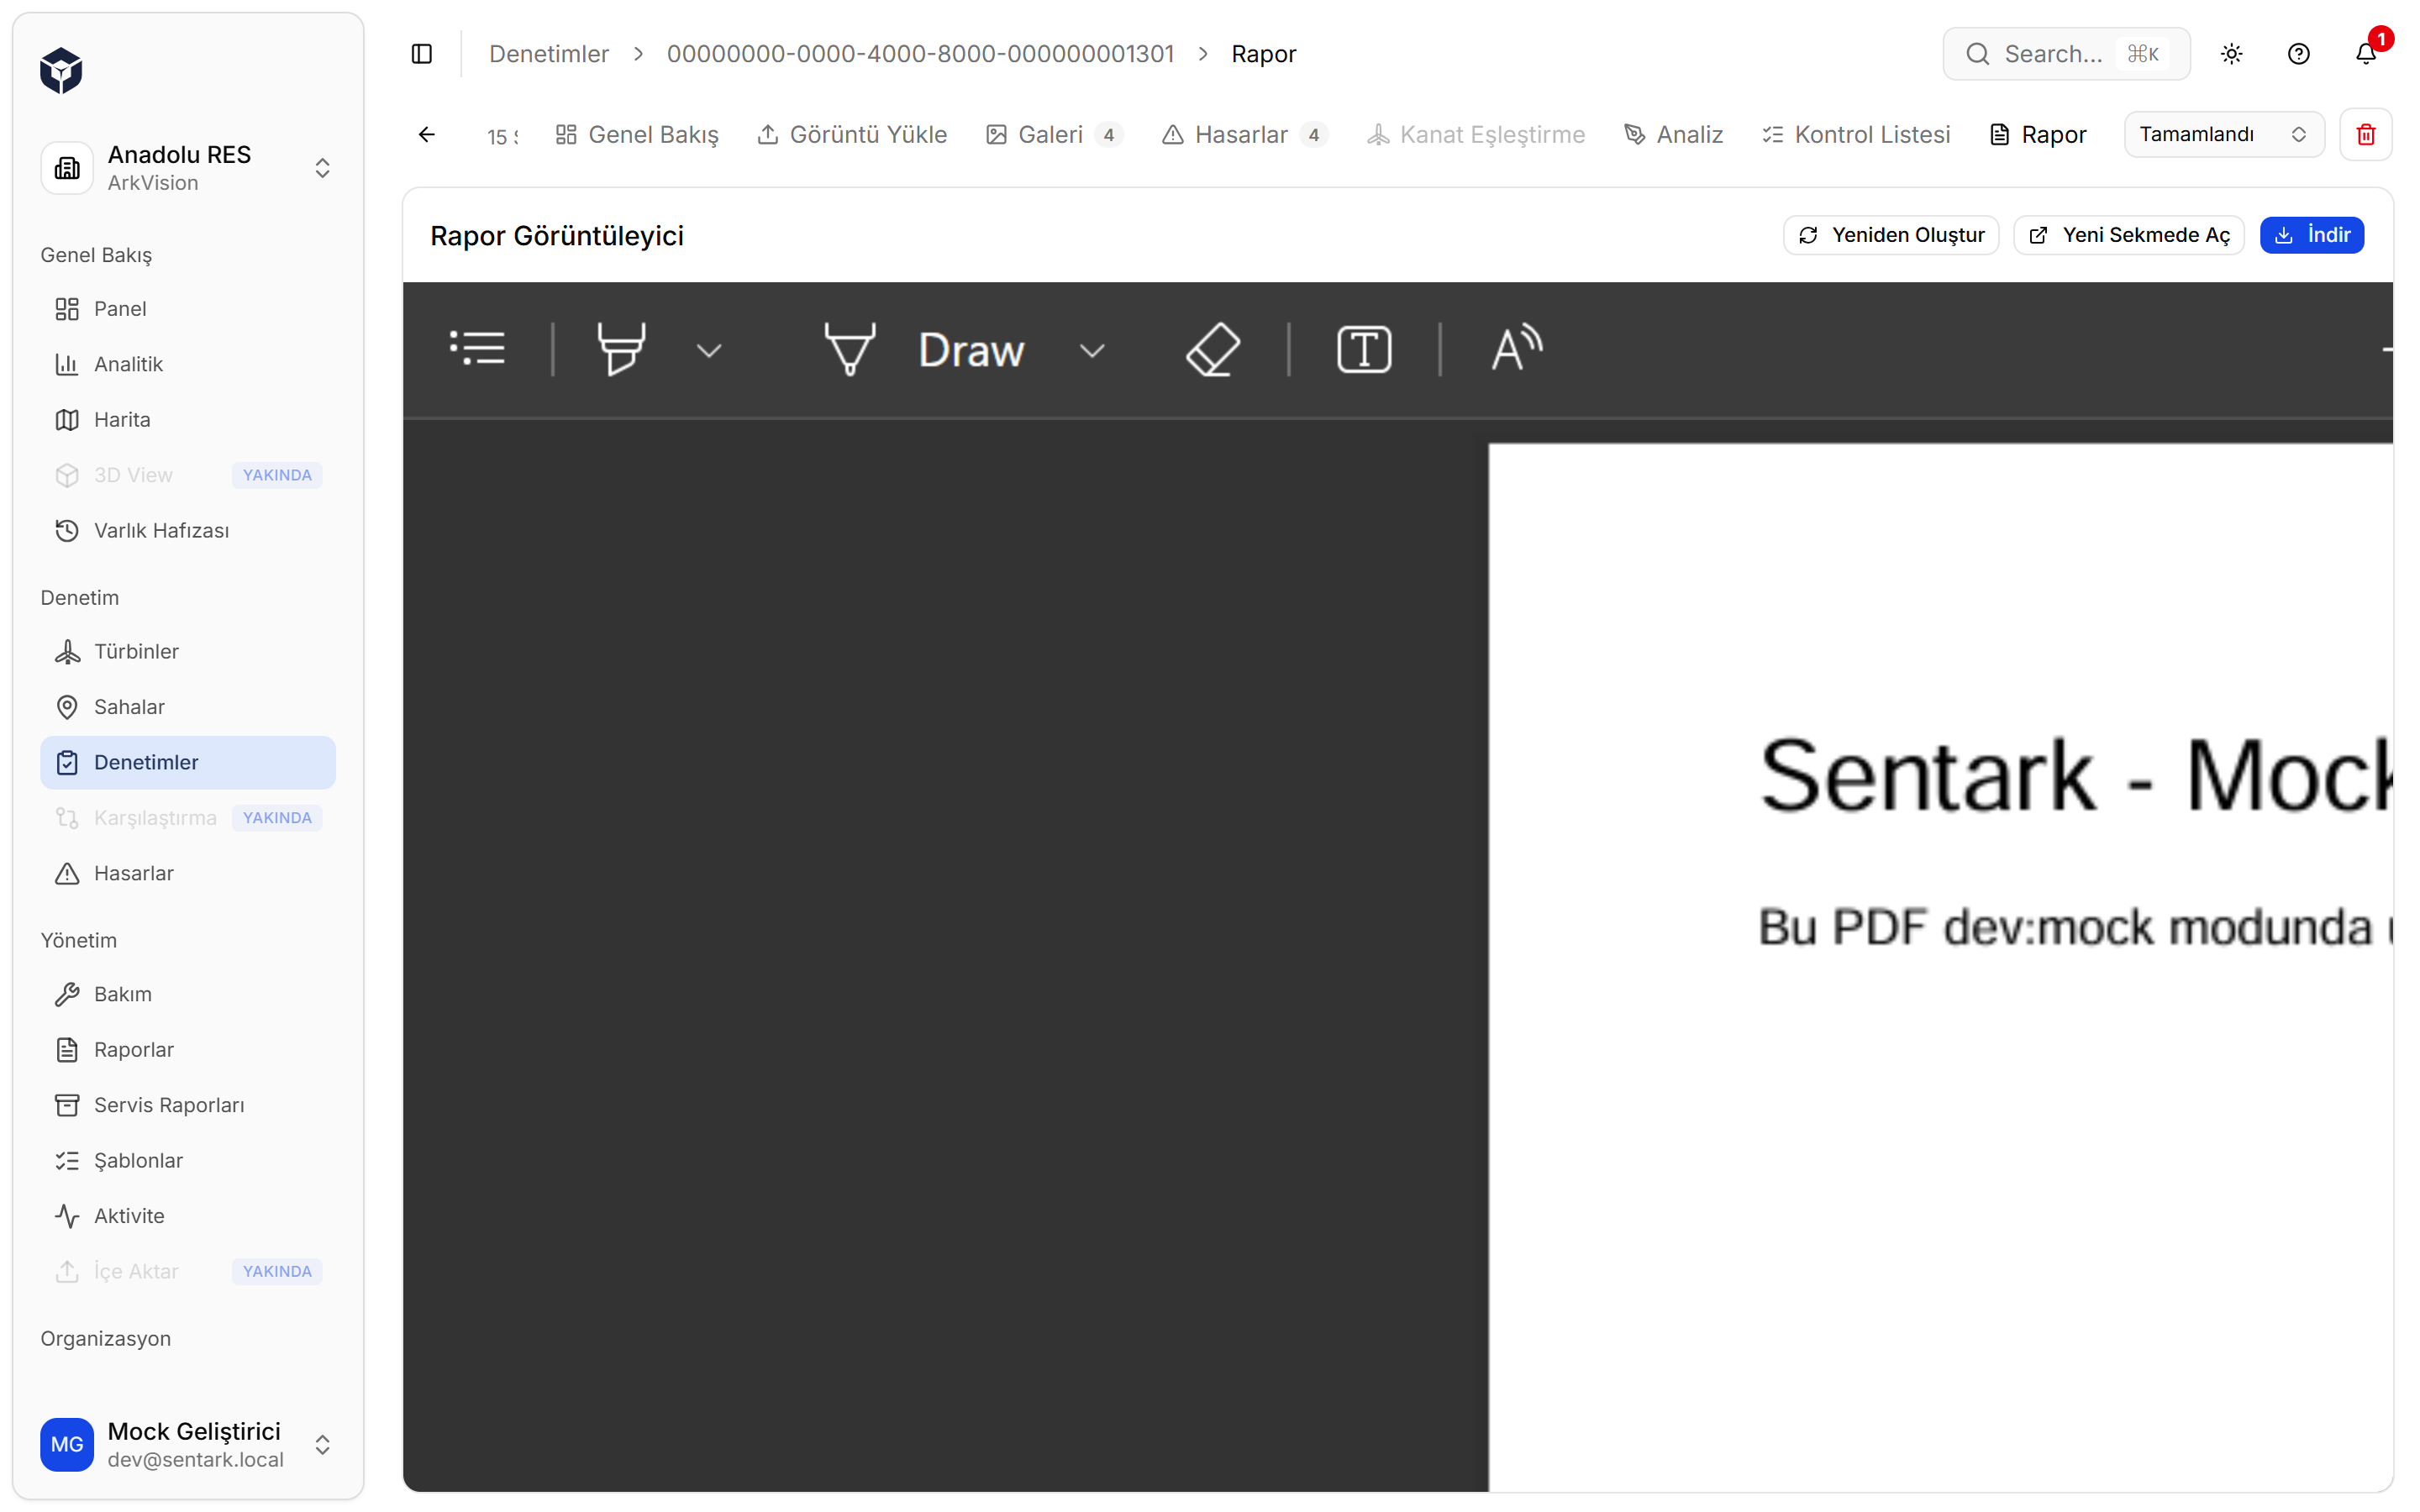 Anadolu RES
ArkVision
Genel Bakış
Panel
Analitik
Harita
3D View YAKINDA
Varlık Hafızası
Denetim
Türbinler
Sahalar
Denetimler
Karşılaştırma YAKINDA
Hasarlar
Yönetim
Bakım
Raporlar
Servis Raporları
Şablonlar
Aktivite
İçe Aktar YAKINDA
Organizasyon
MG
Mock Geliştirici
dev@sentark.local
Denetimler > 00000000-0000-4000-8000-000000001301 > Rapor
Search... ⌘K
1
15
Genel Bakış
Görüntü Yükle
Galeri 4
Hasarlar 4
Kanat Eşleştirme
Analiz
Kontrol Listesi
Rapor
Tamamlandı
Rapor Görüntüleyici
Yeniden Oluştur
Yeni Sekmede Aç
İndir
Draw
Sentark - Mock
Bu PDF dev:mock modunda